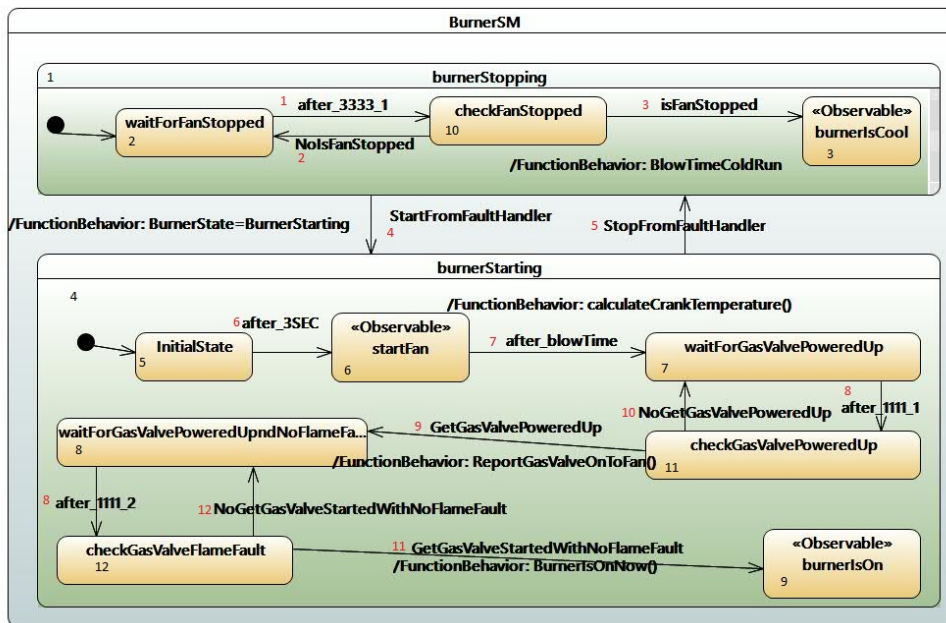 BurnerSM
1
burnerStopping
1 after_3333_1
3 isFanStopped
waitForFanStopped
2
checkFanStopped
10
«Observable»
burnerIsCool
3
NoIsFanStopped
2
/FunctionBehavior: BlowTimeColdRun
/FunctionBehavior: BurnerState=BurnerStarting
StartFromFaultHandler
4
5 StopFromFaultHandler
burnerStarting
4
/FunctionBehavior: calculateCrankTemperature()
6 after_3SEC
InitialState
5
«Observable»
startFan
6
7 after_blowTime
waitForGasValvePoweredUp
7
8
after_1111_1
10 NoGetGasValvePoweredUp
9 GetGasValvePoweredUp
waitForGasValvePoweredUpndNoFlameFa...
8
checkGasValvePoweredUp
11
/FunctionBehavior: ReportGasValveOnToFan()
8 after_1111_2
12 NoGetGasValveStartedWithNoFlameFault
checkGasValveFlameFault
12
11 GetGasValveStartedWithNoFlameFault
/FunctionBehavior: BurnerIsOnNow()
«Observable»
burnerIsOn
9